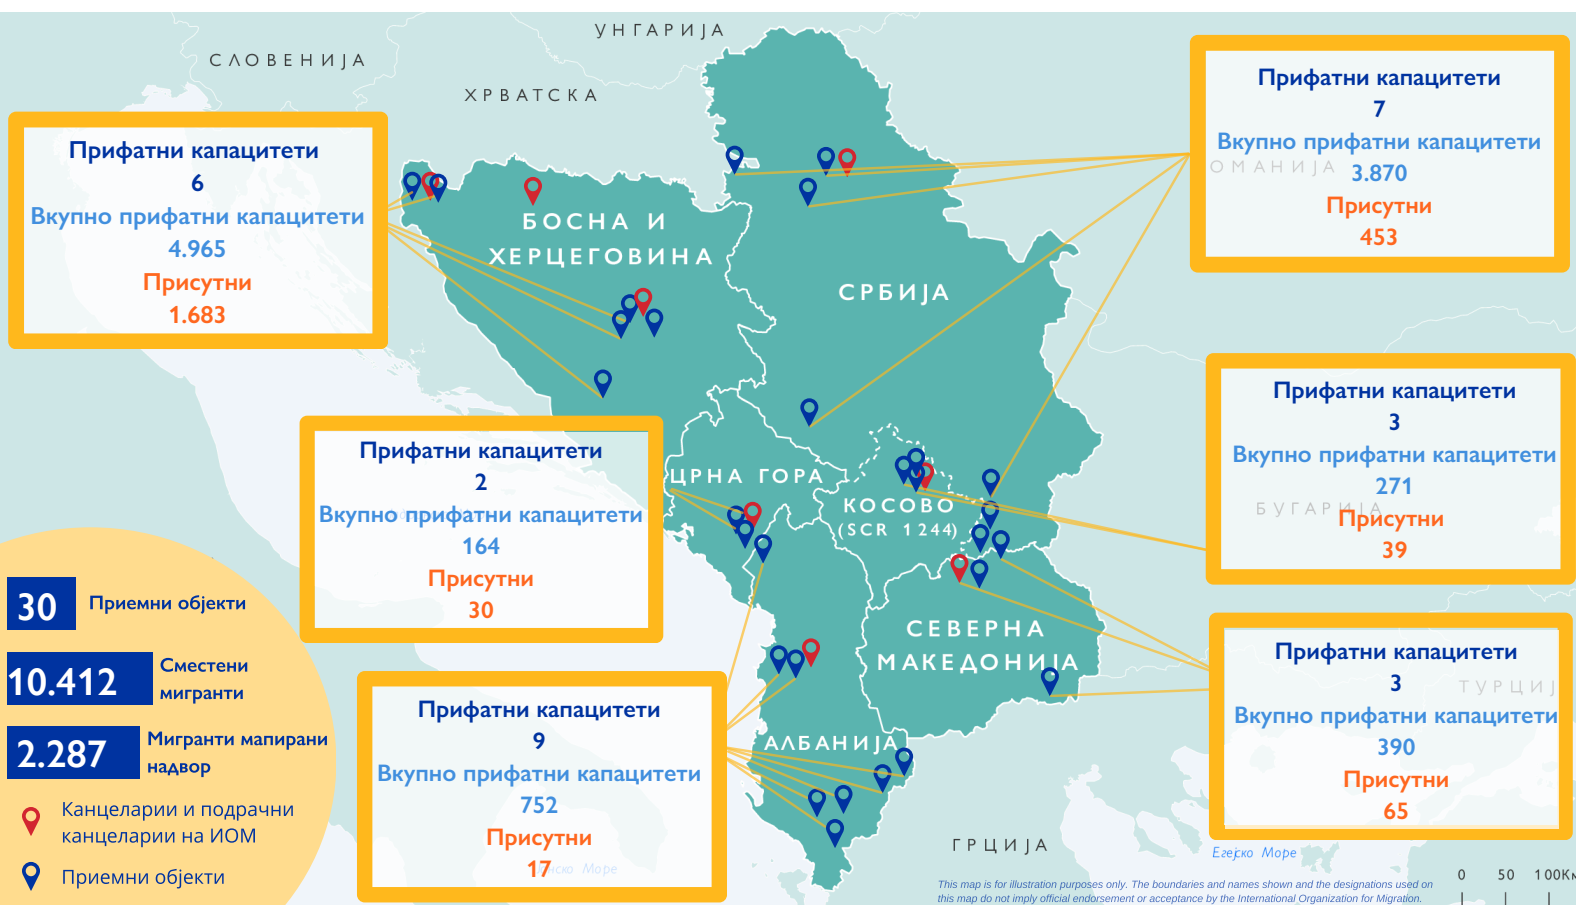 УНГАРИЈА
СЛОВЕНИЈА
ХРВАТСКА
Прифатни капацитети
7
Вкупно прифатни капацитети
ОМАНИЈА
3.870
Присутни
453
Прифатни капацитети
6
Вкупно прифатни капацитети
4.965
Присутни
1.683
БОСНА И
ХЕРЦЕГОВИНА
СРБИЈА
Прифатни капацитети
3
Вкупно прифатни капацитети
271
БУГАРИЈА
Присутни
39
Прифатни капацитети
2
Вкупно прифатни капацитети
164
Присутни
30
ЦРНА ГОРА
КОСОВО
(SCR 1244)
30
Приемни објекти
10.412
Сместени
мигранти
2.287
Мигранти мапирани
надвор
Канцеларии и подрачни
канцеларии на ИОМ
Приемни објекти
СЕВЕРНА
МАКЕДОНИЈА
Прифатни капацитети
3
ТУРЦИЈ
Вкупно прифатни капацитети
390
Присутни
65
Прифатни капацитети
9
Вкупно прифатни капацитети
752
Присутни
17
Море
АЛБАНИЈА
ГРЦИЈА
Егејско Море
0 50 100Км
This map is for illustration purposes only. The boundaries and names shown and the designations used on
this map do not imply official endorsement or acceptance by the International Organization for Migration.